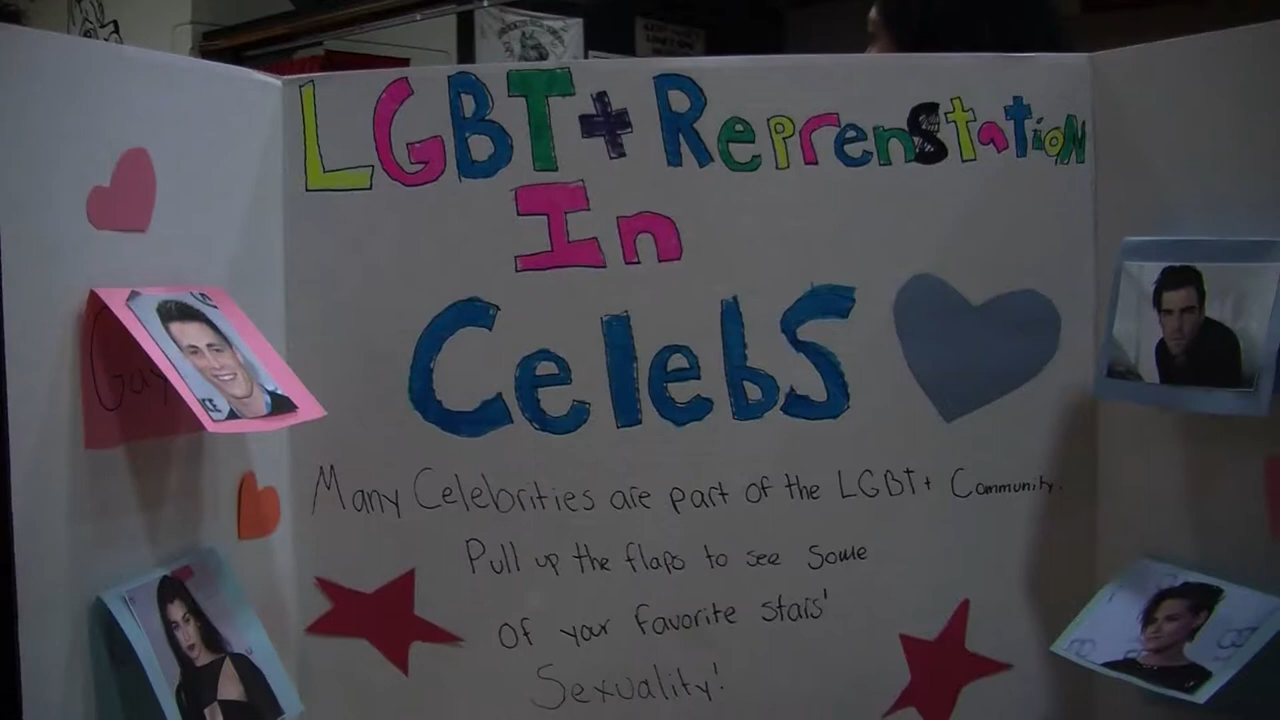 LGBT+ ReprenStatioN
In
CelebS
Many Celebrities are part of the LGBT+ Community.
Pull up the flaps to see Some
Of your favorite stars'
Sexuality!
Gay